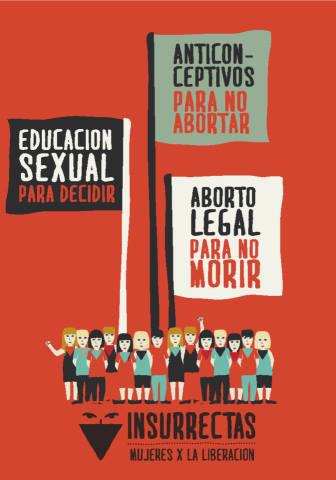 ANTICON-
CEPTIVOS
PARA NO
ABORTAR
EDUCACION
SEXUAL
PARA DECIDIR
ABORTO
LEGAL
PARA NO
MORIR
INSURRECTAS
MUJERES X LA LIBERACION